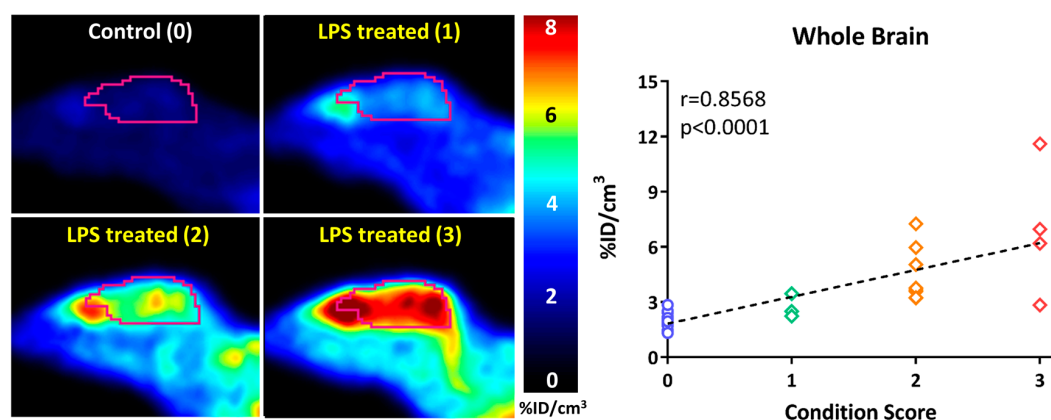 Control (0)
LPS treated (1)
LPS treated (2)
LPS treated (3)
8
6
4
2
0
%ID/cm³
Whole Brain
r=0.8568
p<0.0001
15
12
9
6
3
0
%ID/cm³
0 1 2 3
Condition Score